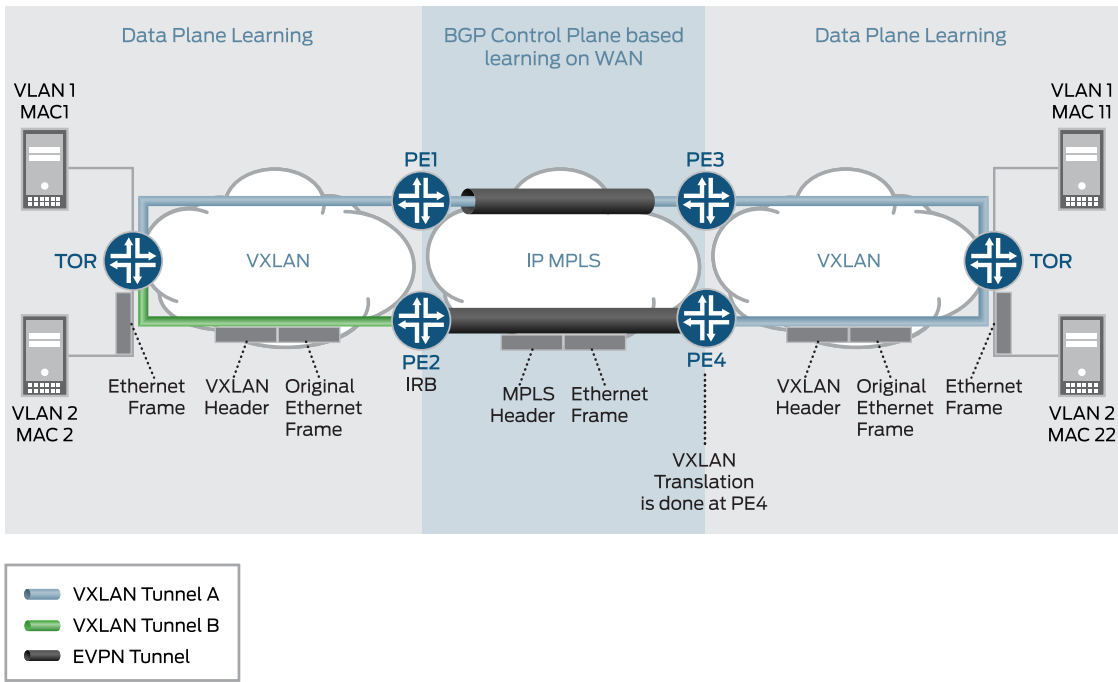 Data Plane Learning
BGP Control Plane based
learning on WAN
Data Plane Learning
VLAN 1
MAC1
VLAN 1
MAC 11
PE1
PE3
TOR
VXLAN
IP MPLS
VXLAN
TOR
PE2
IRB
PE4
VLAN 2
MAC 2
Ethernet
Frame
VXLAN
Header
Original
Ethernet
Frame
MPLS
Header
Ethernet
Frame
VXLAN
Header
Original
Ethernet
Frame
Ethernet
Frame
VLAN 2
MAC 22
VXLAN
Translation
is done at PE4
VXLAN Tunnel A
VXLAN Tunnel B
EVPN Tunnel